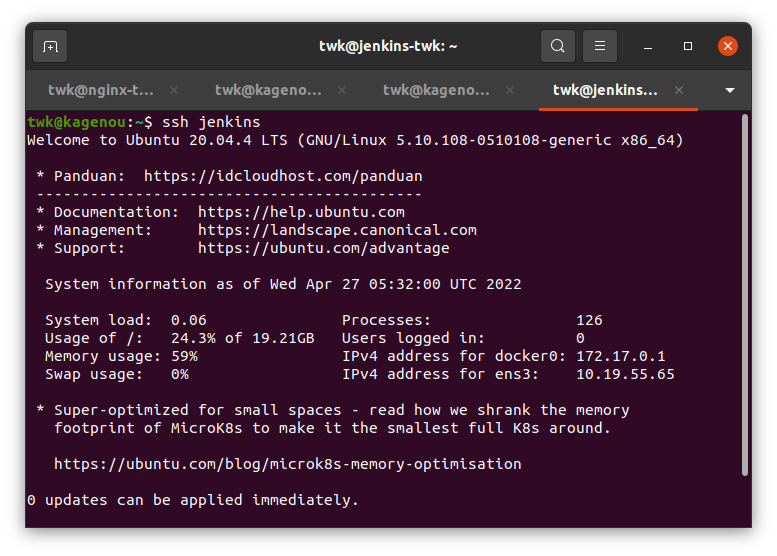 twk@jenkins-twk: ~
twk@nginx-t... twk@kageno... twk@kageno... twk@jenkins...
twk@kagenou:~$ ssh jenkins
Welcome to Ubuntu 20.04.4 LTS (GNU/Linux 5.10.108-0510108-generic x86_64)
* Panduan:  https://idcloudhost.com/panduan
-------------------------------------------
* Documentation:  https://help.ubuntu.com
* Management:     https://landscape.canonical.com
* Support:        https://ubuntu.com/advantage
System information as of Wed Apr 27 05:32:00 UTC 2022
System load:  0.06               Processes:                126
Usage of /:   24.3% of 19.21GB   Users logged in:          0
Memory usage: 59%                IPv4 address for docker0: 172.17.0.1
Swap usage:   0%                 IPv4 address for ens3:    10.19.55.65
* Super-optimized for small spaces - read how we shrank the memory
footprint of MicroK8s to make it the smallest full K8s around.
https://ubuntu.com/blog/microk8s-memory-optimisation
0 updates can be applied immediately.